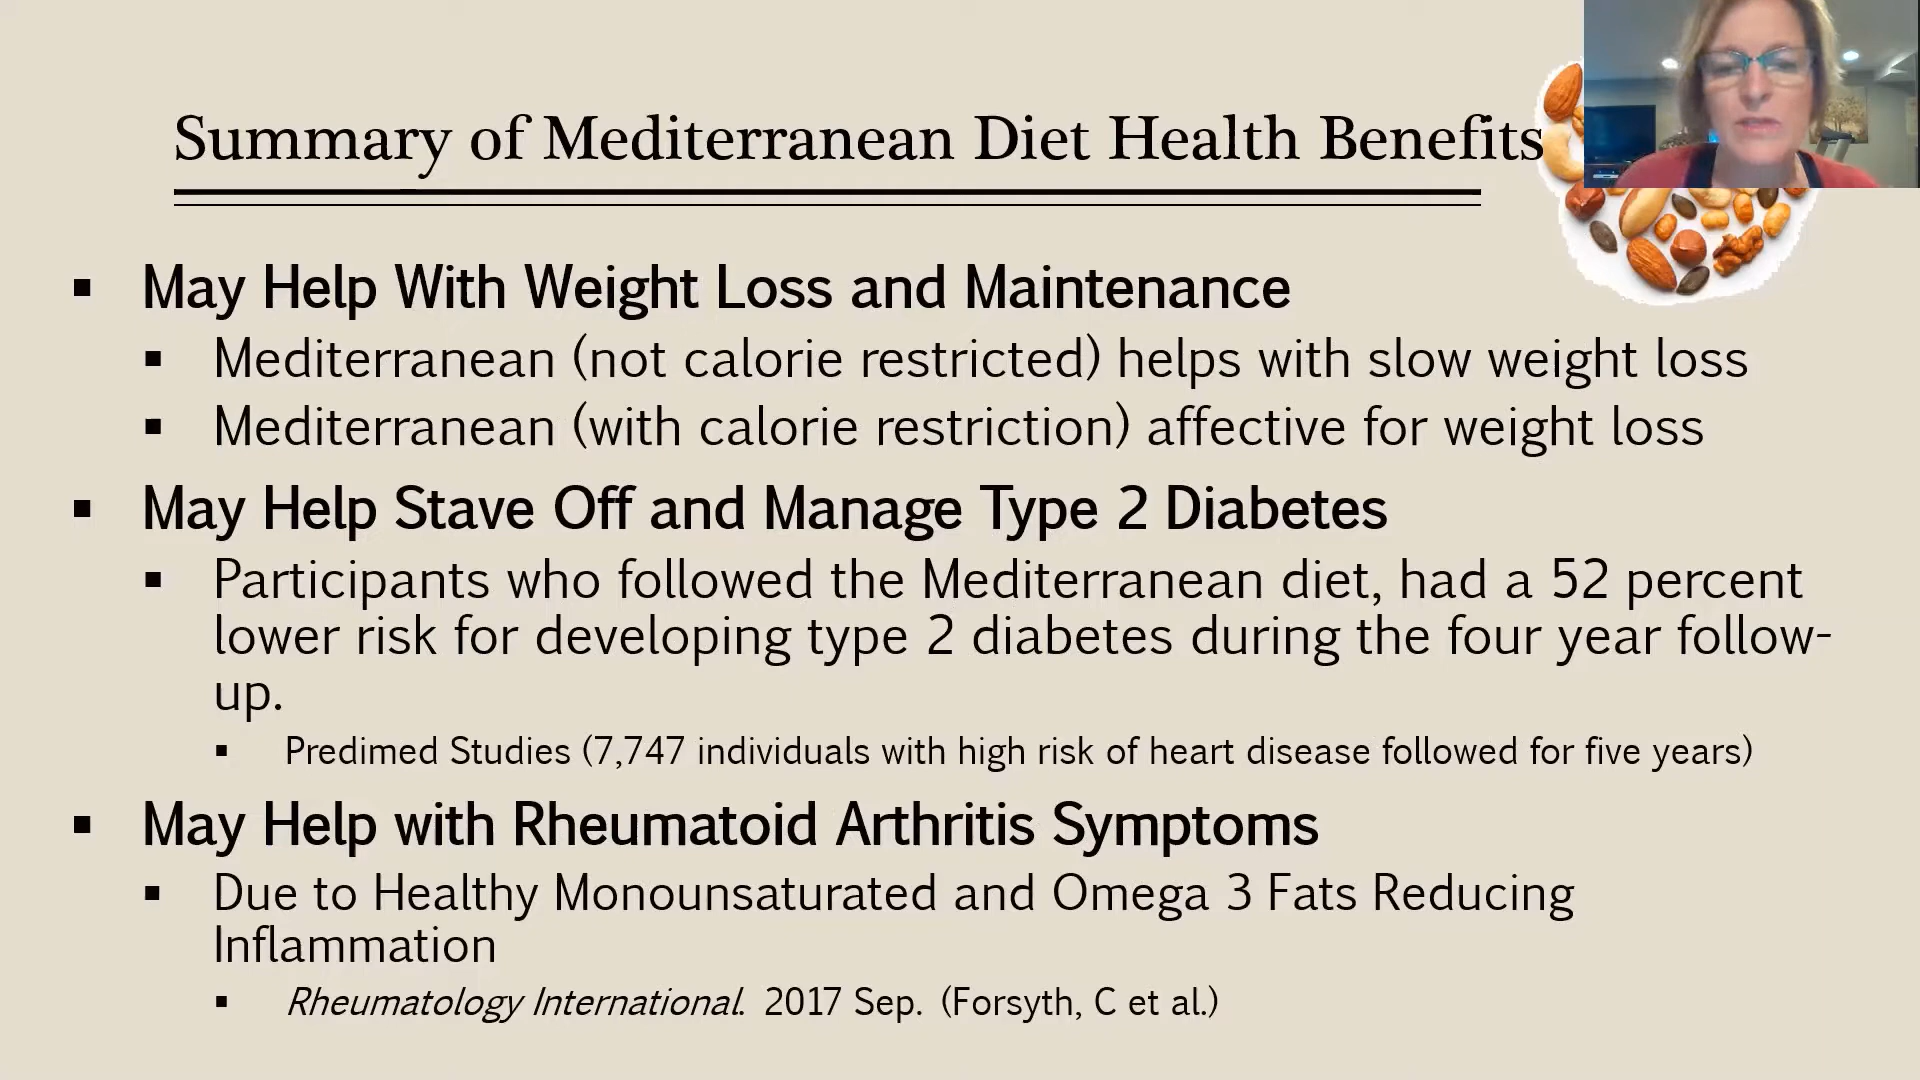 Summary of Mediterranean Diet Health Benefits
▪ May Help With Weight Loss and Maintenance
▪ Mediterranean (not calorie restricted) helps with slow weight loss
▪ Mediterranean (with calorie restriction) affective for weight loss
▪ May Help Stave Off and Manage Type 2 Diabetes
▪ Participants who followed the Mediterranean diet, had a 52 percent
lower risk for developing type 2 diabetes during the four year follow-
up.
▪ Predimed Studies (7,747 individuals with high risk of heart disease followed for five years)
▪ May Help with Rheumatoid Arthritis Symptoms
▪ Due to Healthy Monounsaturated and Omega 3 Fats Reducing
Inflammation
▪ Rheumatology International. 2017 Sep. (Forsyth, C et al.)